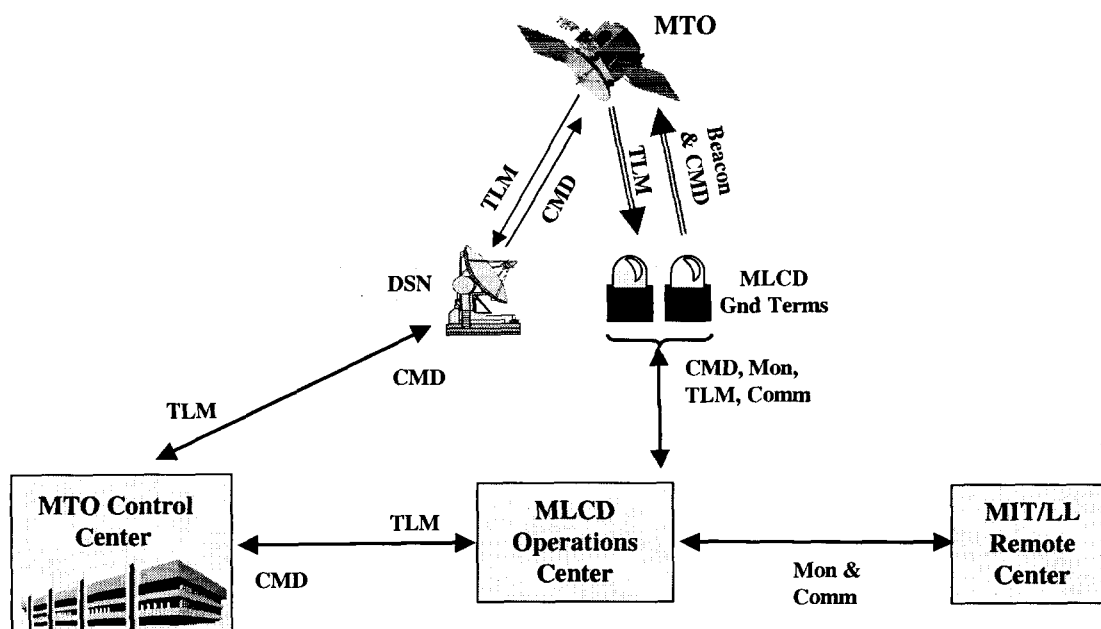 MTO
TLM
CMD
TLM
Beacon
& CMD
DSN
MLCD
Gnd Terms
CMD, Mon,
TLM, Comm
CMD
TLM
MTO Control
Center
TLM
CMD
MLCD
Operations
Center
Mon &
Comm
MIT/LL
Remote
Center